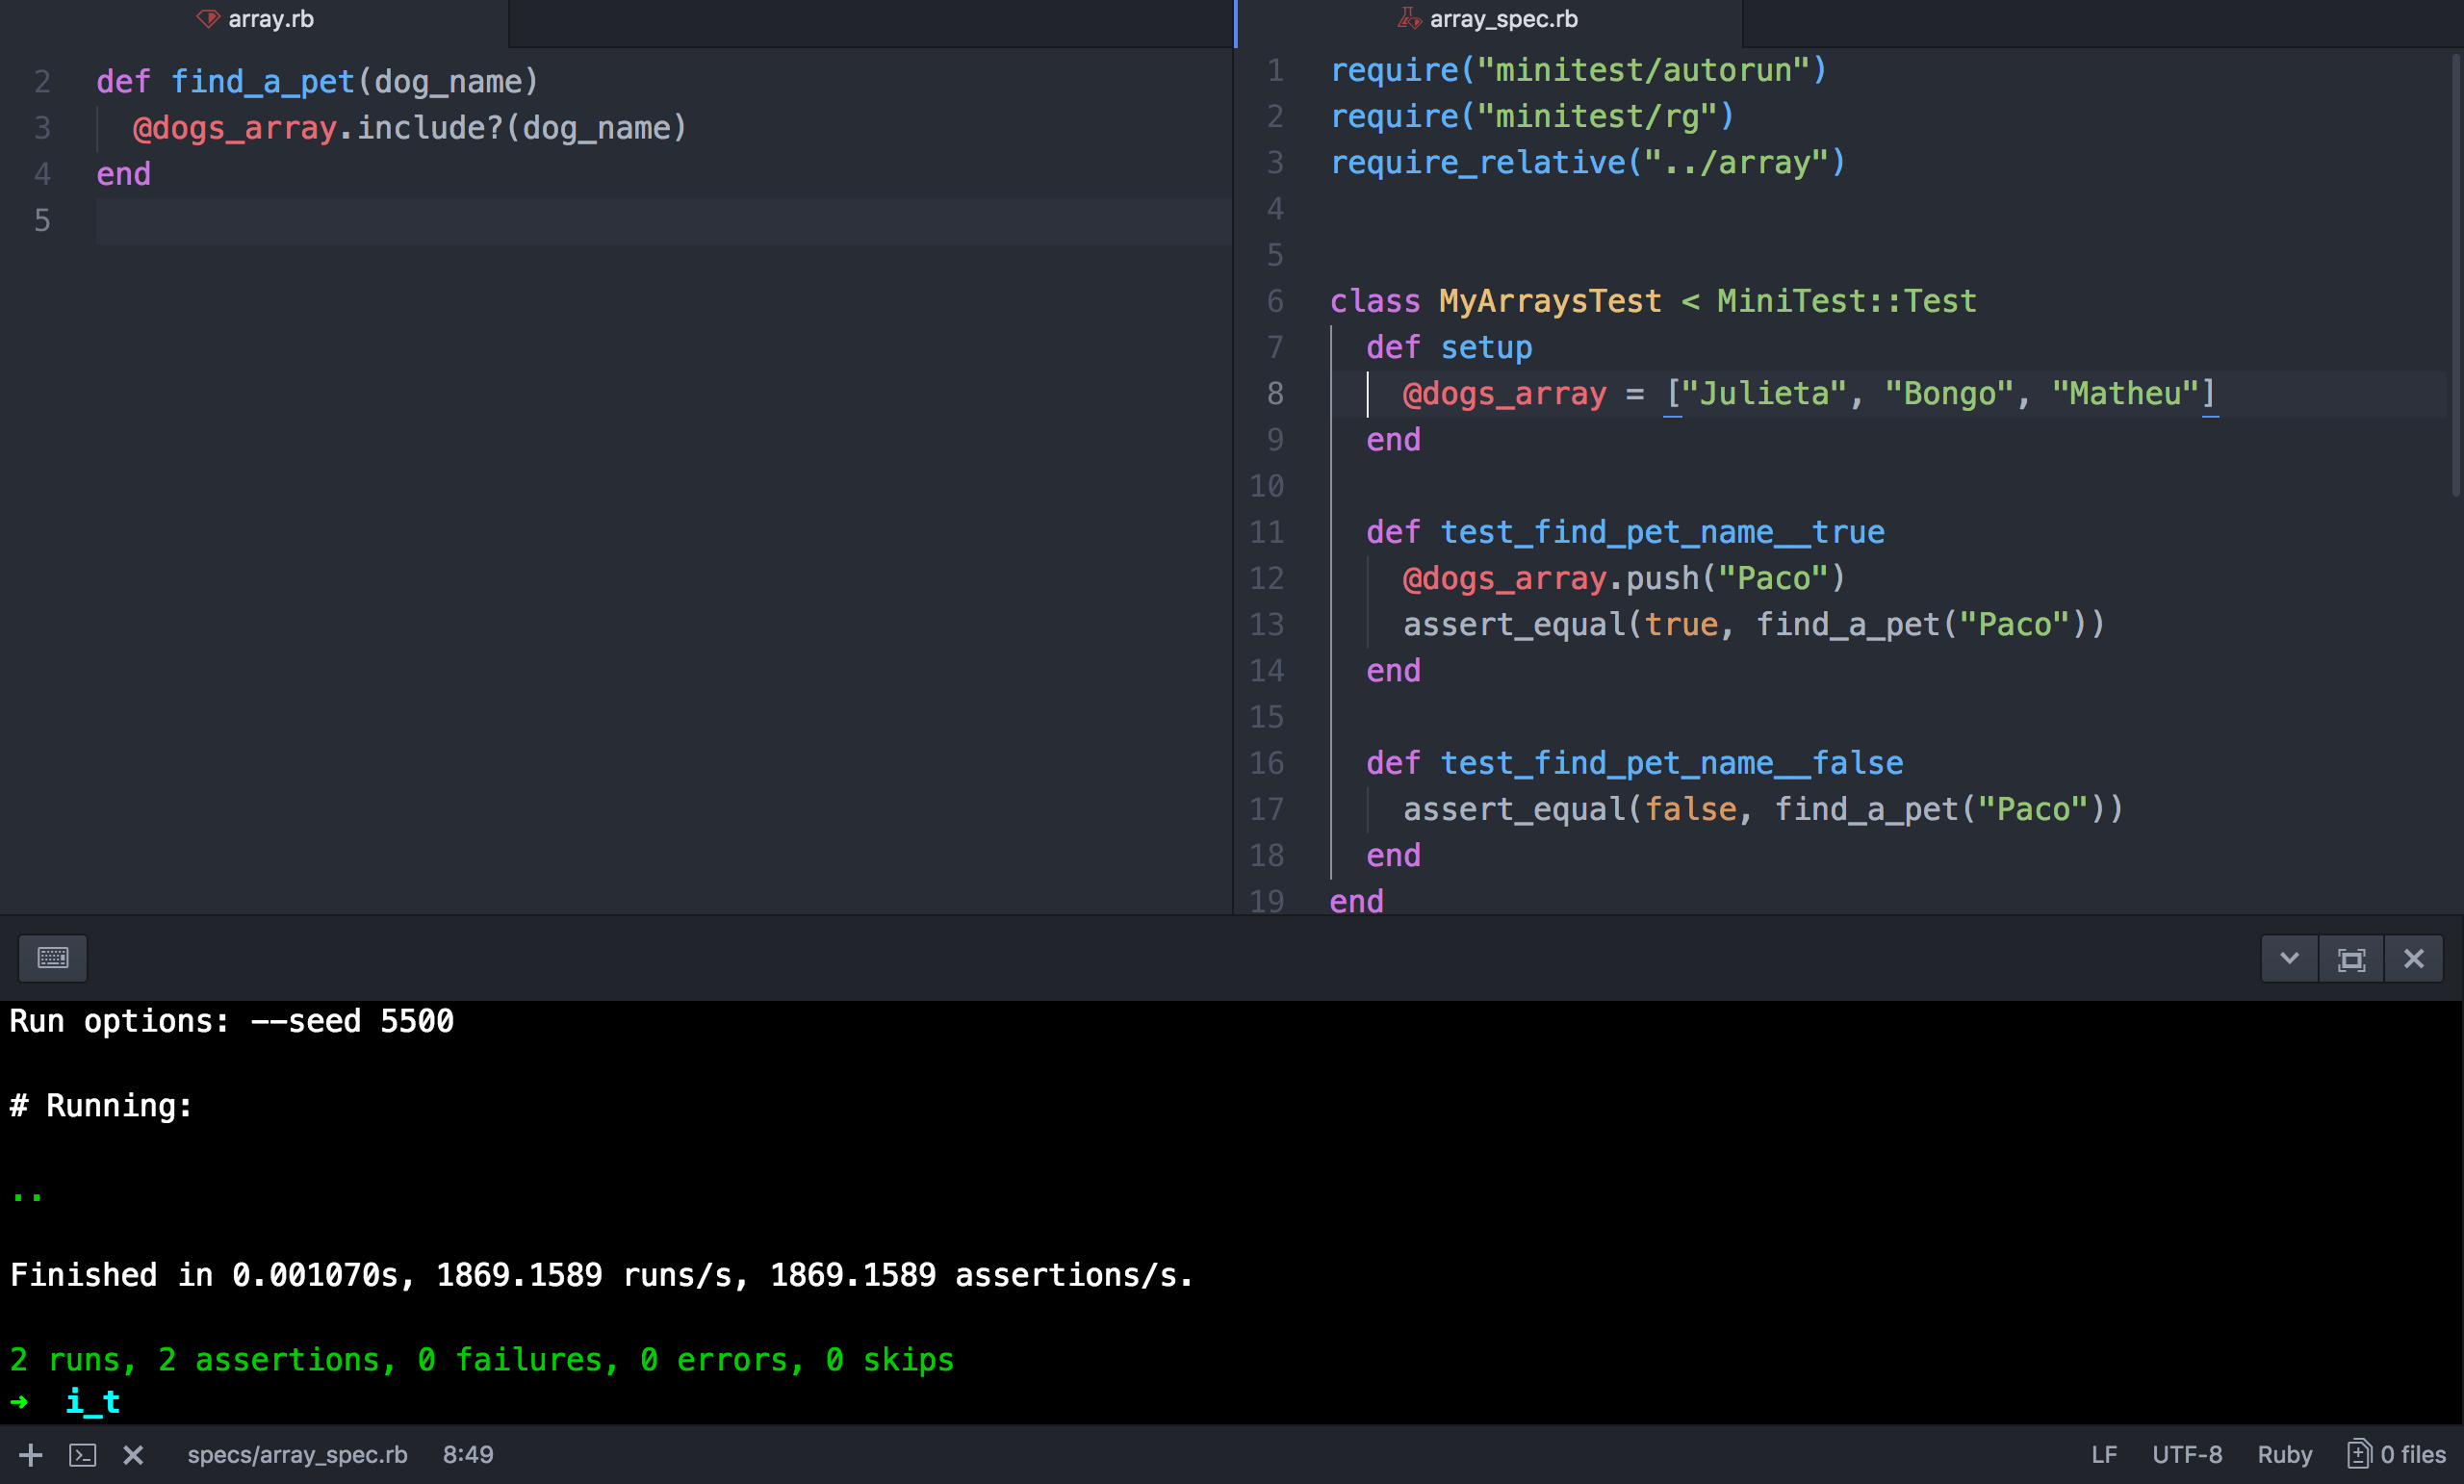 array.rb
2 def find_a_pet(dog_name)
3   @dogs_array.include?(dog_name)
4 end
5
array_spec.rb
1 require("minitest/autorun")
2 require("minitest/rg")
3 require_relative("../array")
4
5
6 class MyArraysTest < MiniTest::Test
7   def setup
8     @dogs_array = ["Julieta", "Bongo", "Matheu"]
9   end
10
11   def test_find_pet_name__true
12     @dogs_array.push("Paco")
13     assert_equal(true, find_a_pet("Paco"))
14   end
15
16   def test_find_pet_name__false
17     assert_equal(false, find_a_pet("Paco"))
18   end
19 end
Run options: --seed 5500
# Running:
..
Finished in 0.001070s, 1869.1589 runs/s, 1869.1589 assertions/s.
2 runs, 2 assertions, 0 failures, 0 errors, 0 skips
➜  i_t
specs/array_spec.rb 8:49 LF UTF-8 Ruby 0 files